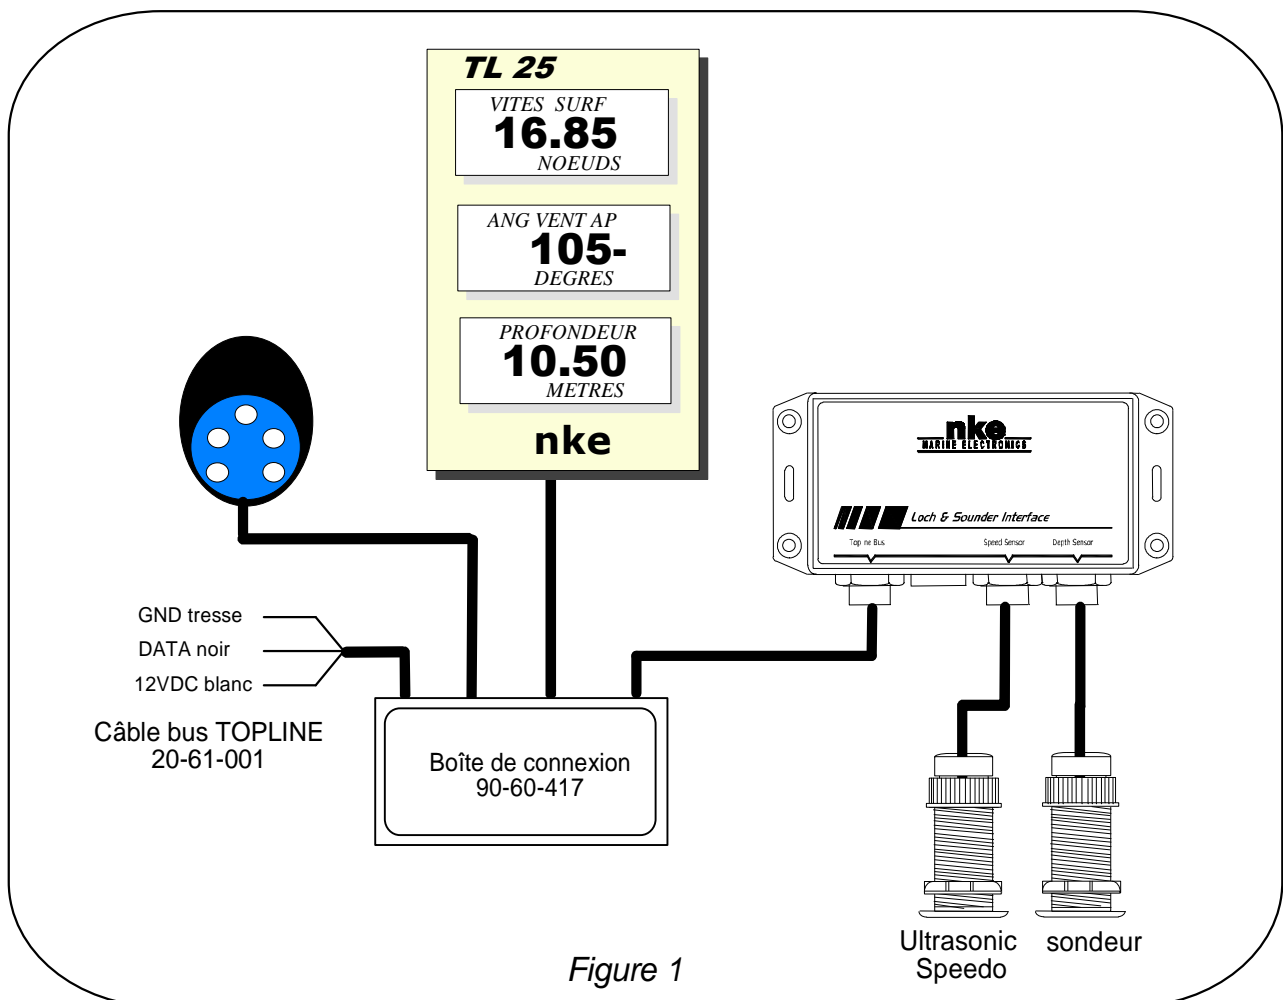 TL 25
VITES SURF
16.85
NOEUDS
ANG VENT AP
105-
DEGRES
PROFONDEUR
10.50
METRES
nke
nke
MARINE ELECTRONICS
Loch & Sounder Interface
Top ne Bus
Speed Sensor
Depth Sensor
GND tresse
DATA noir
12VDC blanc
Câble bus TOPLINE
20-61-001
Boîte de connexion
90-60-417
Ultrasonic
Speedo
sondeur
Figure 1